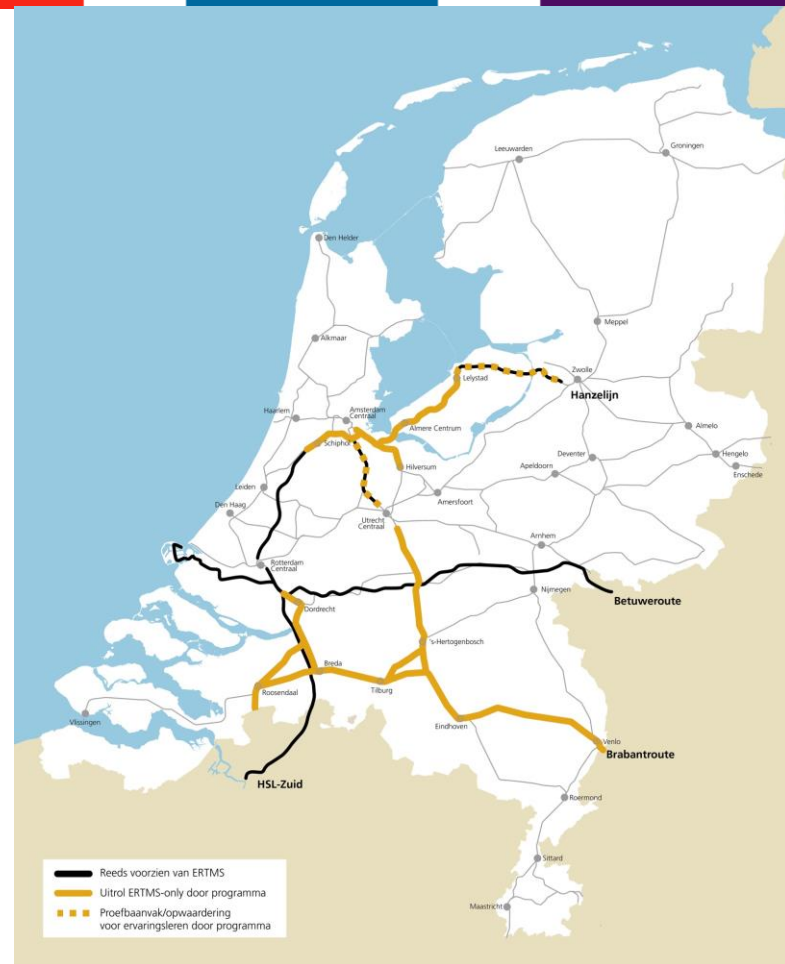 Leeuwarden
Groningen
Den Helder
Meppel
Alkmaar
Zwolle
Lelystad
Hanzelijn
Haarlem
Amsterdam
Centraal
Almere Centrum
Almelo
Schiphol
Hilversum
Deventer
Hengelo
Apeldoorn
Enschede
Leiden
Amersfoort
Den Haag
Utrecht
Centraal
Arnhem
Rotterdam
Centraal
Nijmegen
Betuweroute
Dordrecht
's-Hertogenbosch
Breda
Roosendaal
Tilburg
Vlissingen
Eindhoven
Venlo
Brabantroute
HSL-Zuid
Roermond
Sittard
Maastricht
Reeds voorzien van ERTMS
Uitrol ERTMS-only door programma
Proefbaanvak/opwaardering
voor ervaringsleren door programma